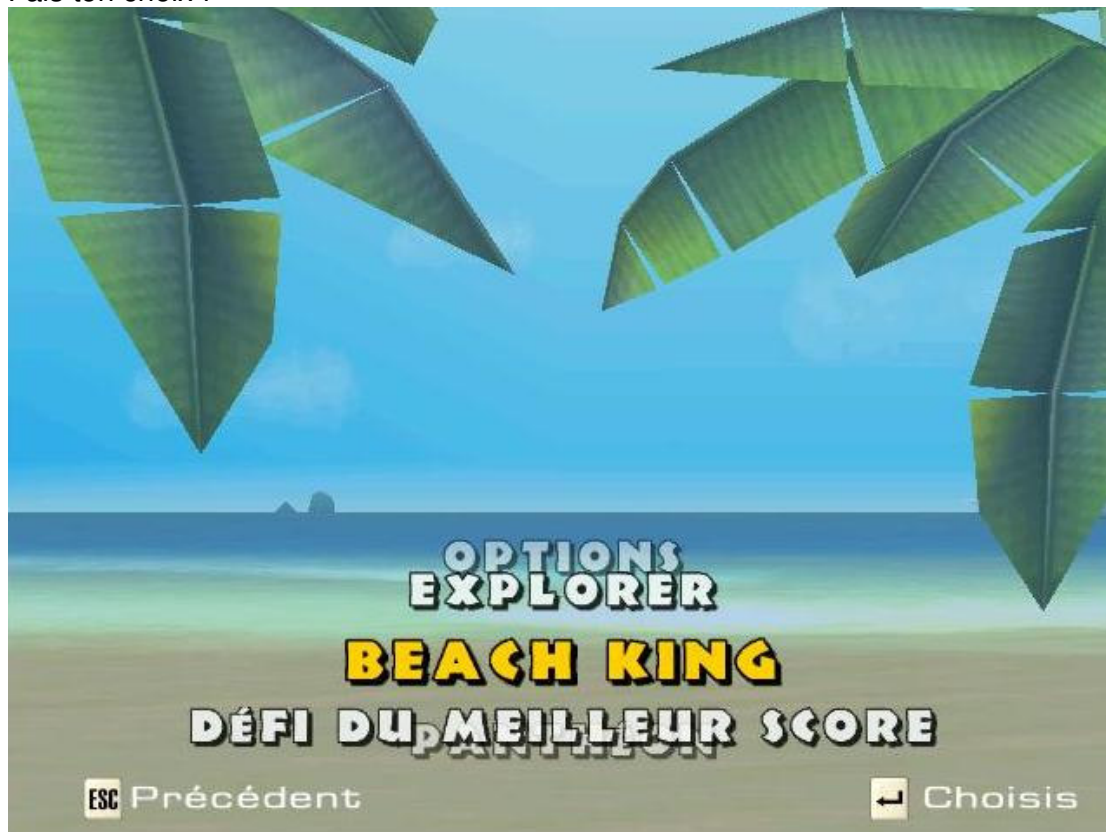 Fais ton choix !
OPTIONS
EXPLORER
BEACH KING
DÉFI DU MEILLEUR SCORE
PANTHÉON
ESC Précédent
Choisis